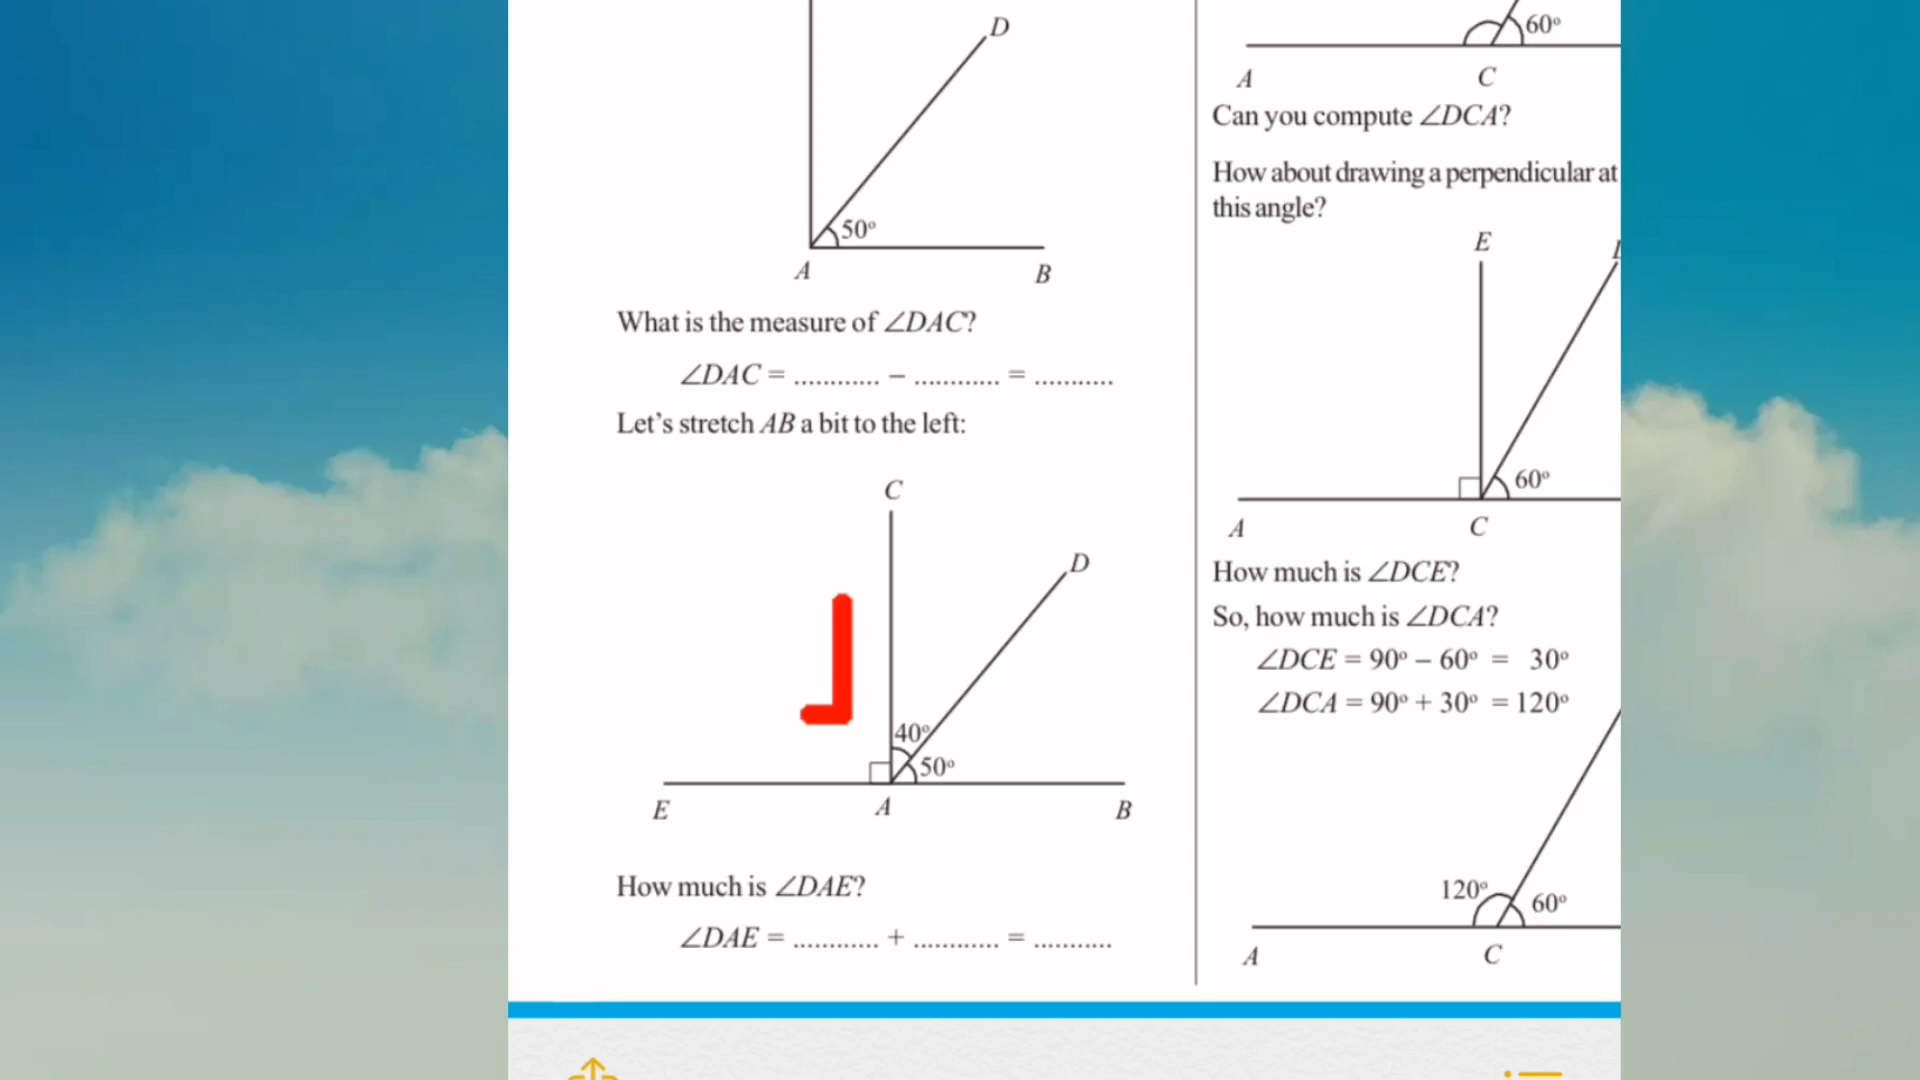 D
50°
A B
What is the measure of ∠DAC?
∠DAC = ............ – ............ = ...........
Let's stretch AB a bit to the left:
C
D
40°
50°
E A B
How much is ∠DAE?
∠DAE = ............ + ............ = ...........
60°
A C
Can you compute ∠DCA?
How about drawing a perpendicular at
this angle?
E
60°
A C
How much is ∠DCE?
So, how much is ∠DCA?
∠DCE = 90° – 60° = 30°
∠DCA = 90° + 30° = 120°
120° 60°
A C